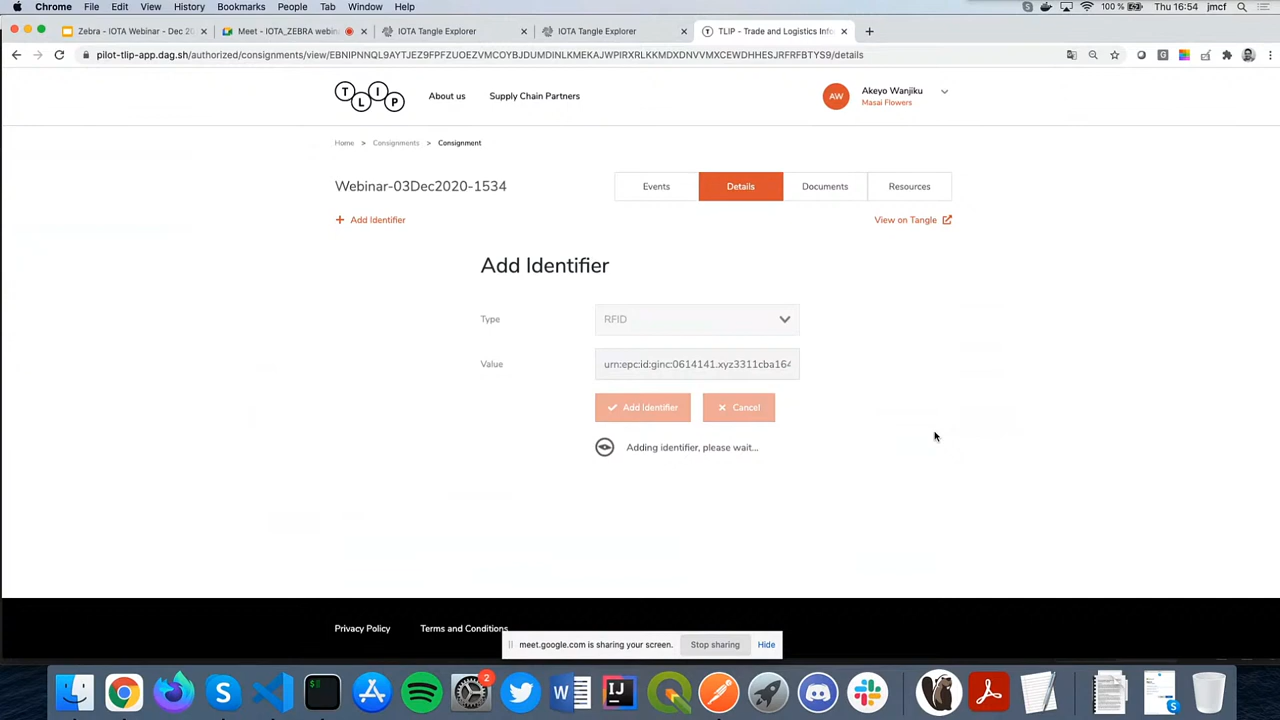 Chrome File Edit View History Bookmarks People Tab Window Help 100 % Thu 16:54 jmcf
Zebra - IOTA Webinar - Dec 20 Meet - IOTA_ZEBRA webina IOTA Tangle Explorer IOTA Tangle Explorer TLIP - Trade and Logistics Info
pilot-tlip-app.dag.sh/authorized/consignments/view/EBNIPNNQL9AYTJEZ9FPFZUOEZVMCOYBJDUMDINLKMEKAJWPIRXRLKKMDXDNVVMXCEWDHHESJRFRFBTYS9/details
TLIP
About us Supply Chain Partners AW Akeyo Wanjiku
Masai Flowers
Home > Consignments > Consignment
Webinar-03Dec2020-1534 Events Details Documents Resources
+ Add Identifier View on Tangle
Add Identifier
Type RFID
Value urn:epc:id:ginc:0614141.xyz3311cba164
Add Identifier Cancel
Adding identifier, please wait...
Privacy Policy Terms and Conditions
meet.google.com is sharing your screen. Stop sharing Hide
2